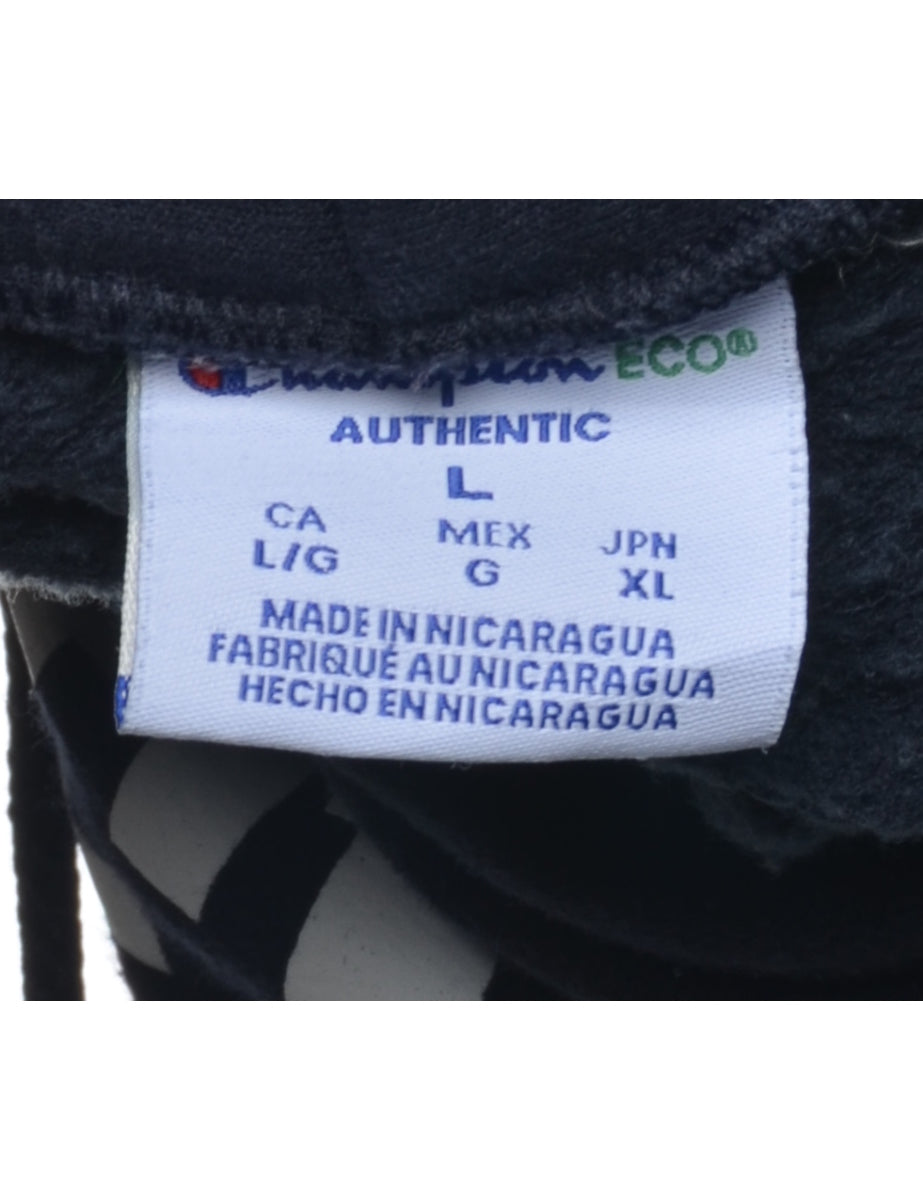 Champion ECO®
AUTHENTIC
L
CA MEX JPN
L/G G XL
MADE IN NICARAGUA
FABRIQUÉ AU NICARAGUA
HECHO EN NICARAGUA